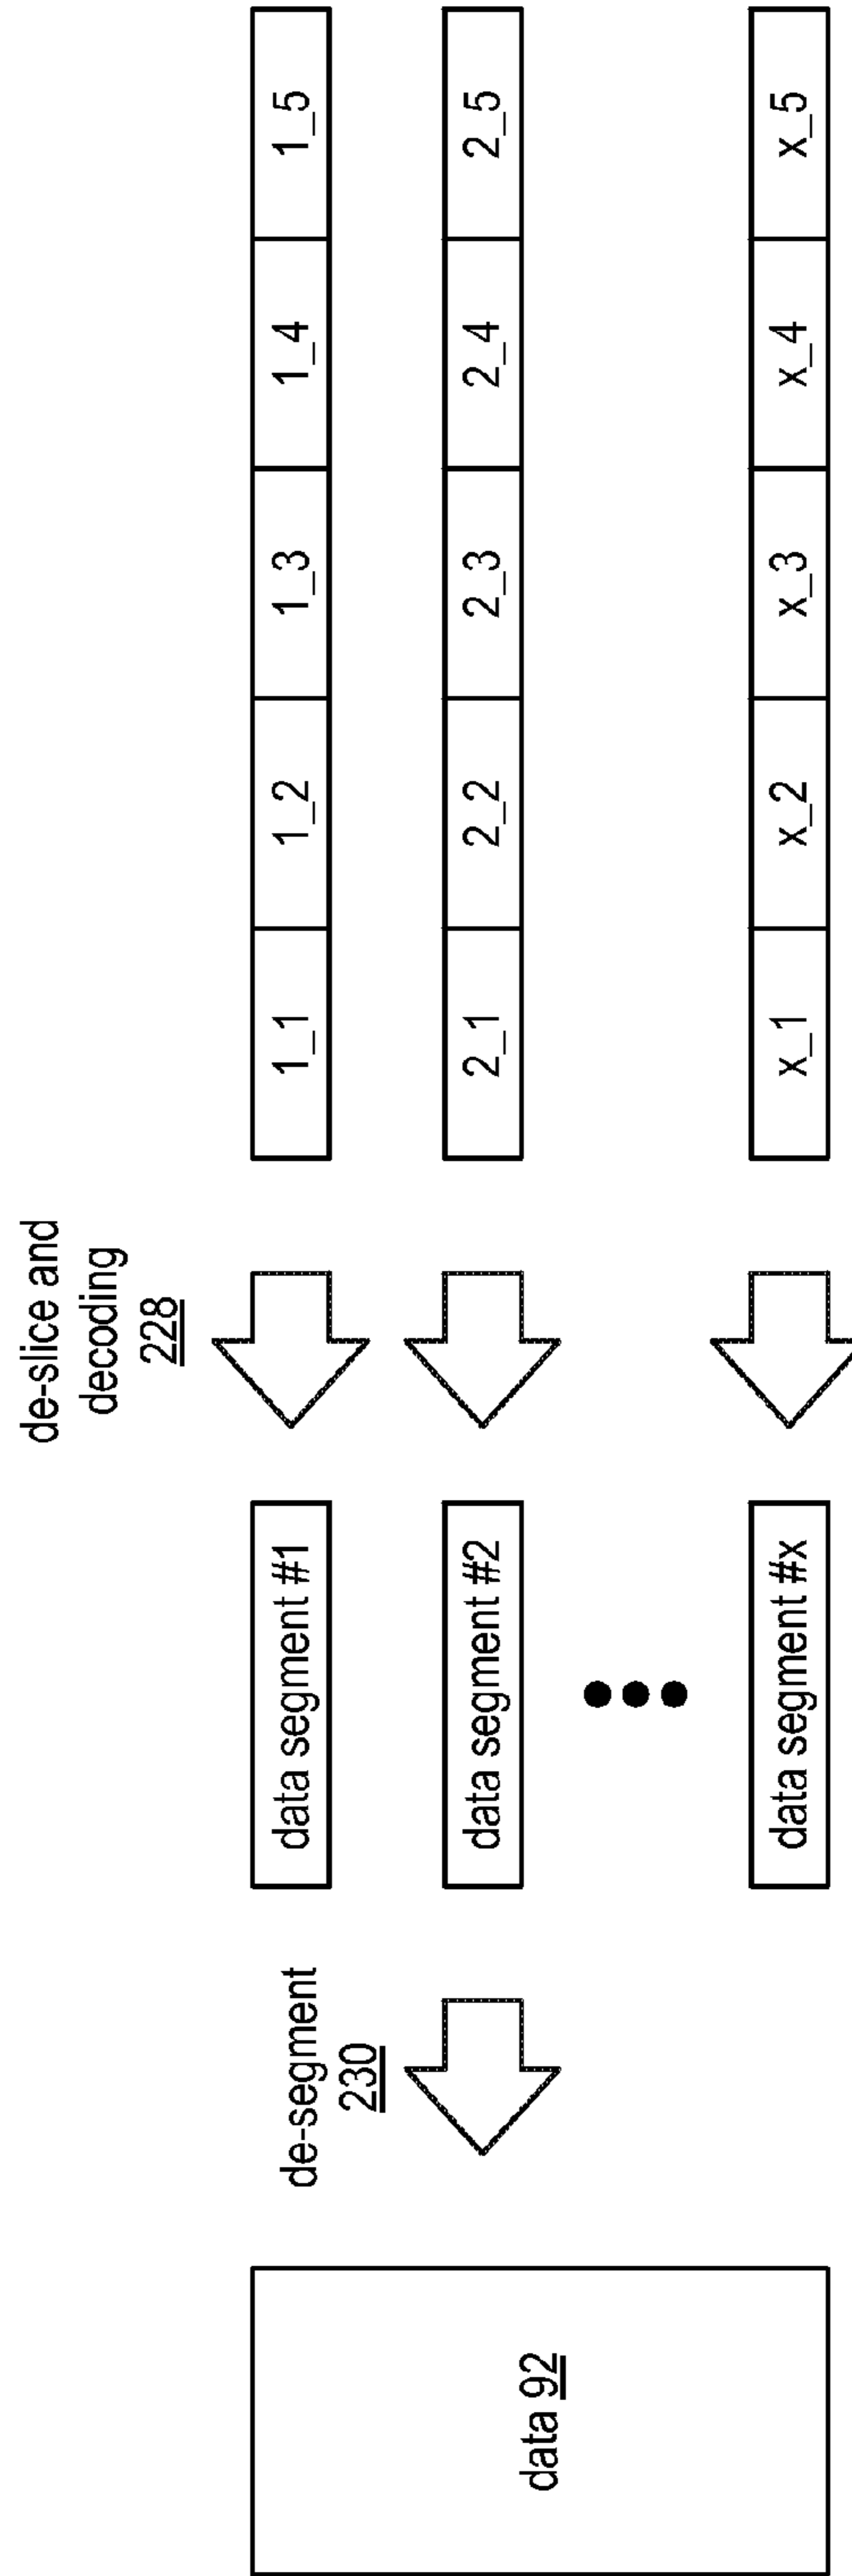 de-slice and
decoding
228
de-segment
230
data 92
data segment #1
1_1
1_2
1_3
1_4
1_5
data segment #2
2_1
2_2
2_3
2_4
2_5
data segment #x
x_1
x_2
x_3
x_4
x_5